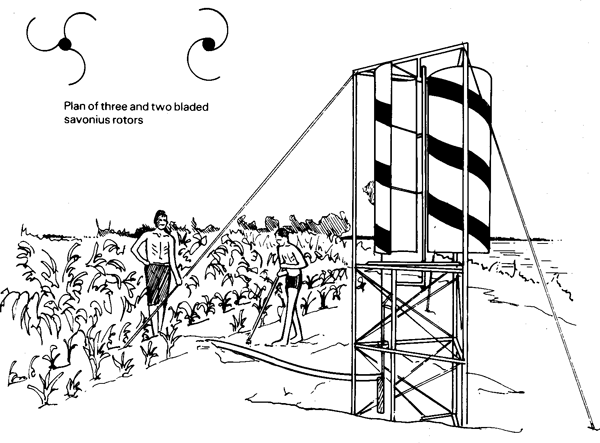 Plan of three and two bladed
savonius rotors